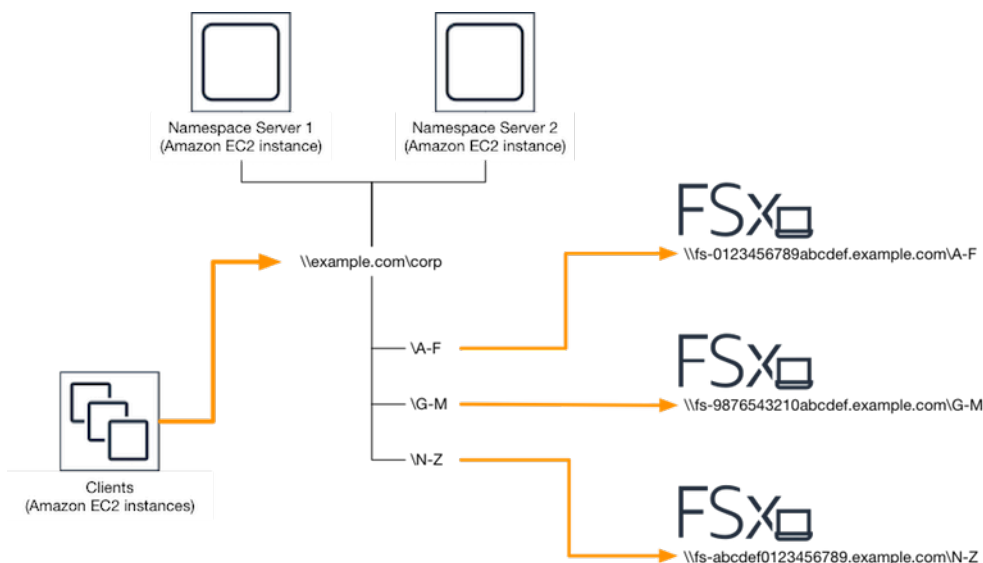 Namespace Server 1
(Amazon EC2 instance)
Namespace Server 2
(Amazon EC2 instance)
\\example.com\corp
\A-F
\G-M
\N-Z
FSx
\\fs-0123456789abcdef.example.com\A-F
FSx
\\fs-9876543210abcdef.example.com\G-M
FSx
\\fs-abcdef0123456789.example.com\N-Z
Clients
(Amazon EC2 instances)